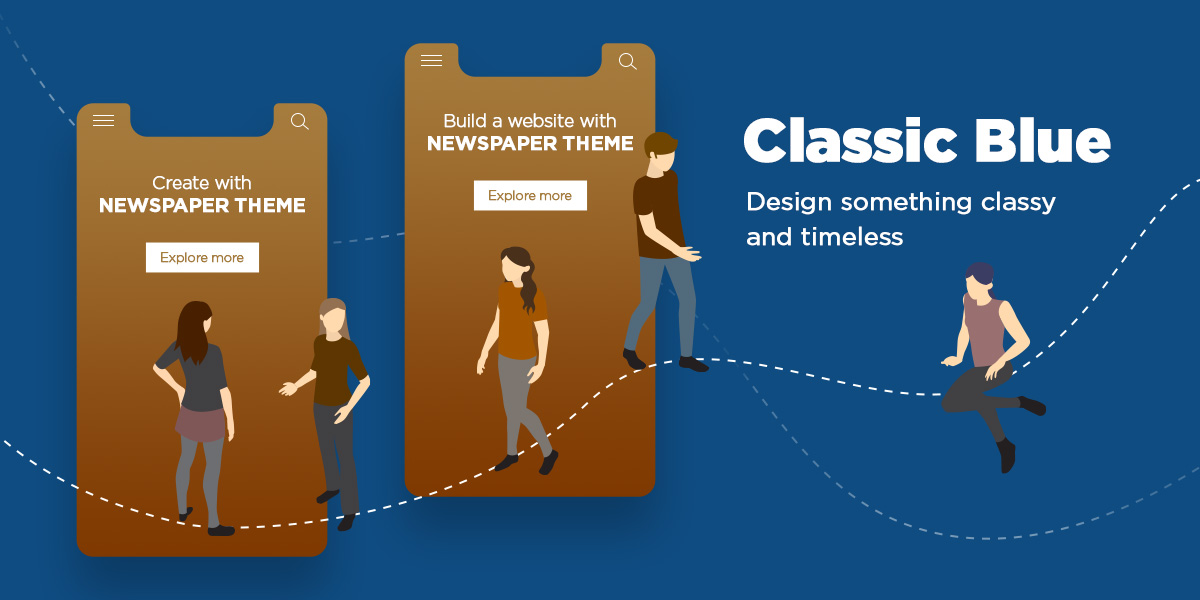 Create with
NEWSPAPER THEME
Explore more
Build a website with
NEWSPAPER THEME
Explore more
Classic Blue
Design something classy
and timeless